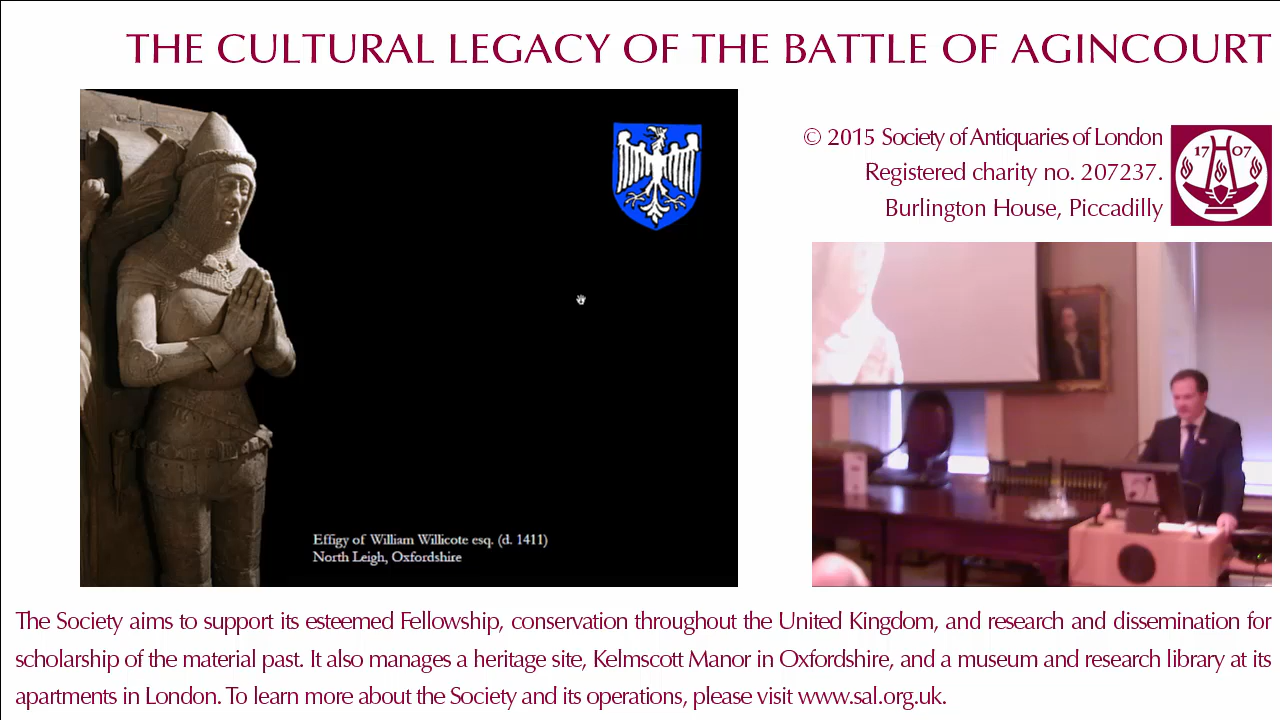 THE CULTURAL LEGACY OF THE BATTLE OF AGINCOURT
© 2015 Society of Antiquaries of London
Registered charity no. 207237.
Burlington House, Piccadilly
17 07
Effigy of William Willicote esq. (d. 1411)
North Leigh, Oxfordshire
The Society aims to support its esteemed Fellowship, conservation throughout the United Kingdom, and research and dissemination for
scholarship of the material past. It also manages a heritage site, Kelmscott Manor in Oxfordshire, and a museum and research library at its
apartments in London. To learn more about the Society and its operations, please visit www.sal.org.uk.